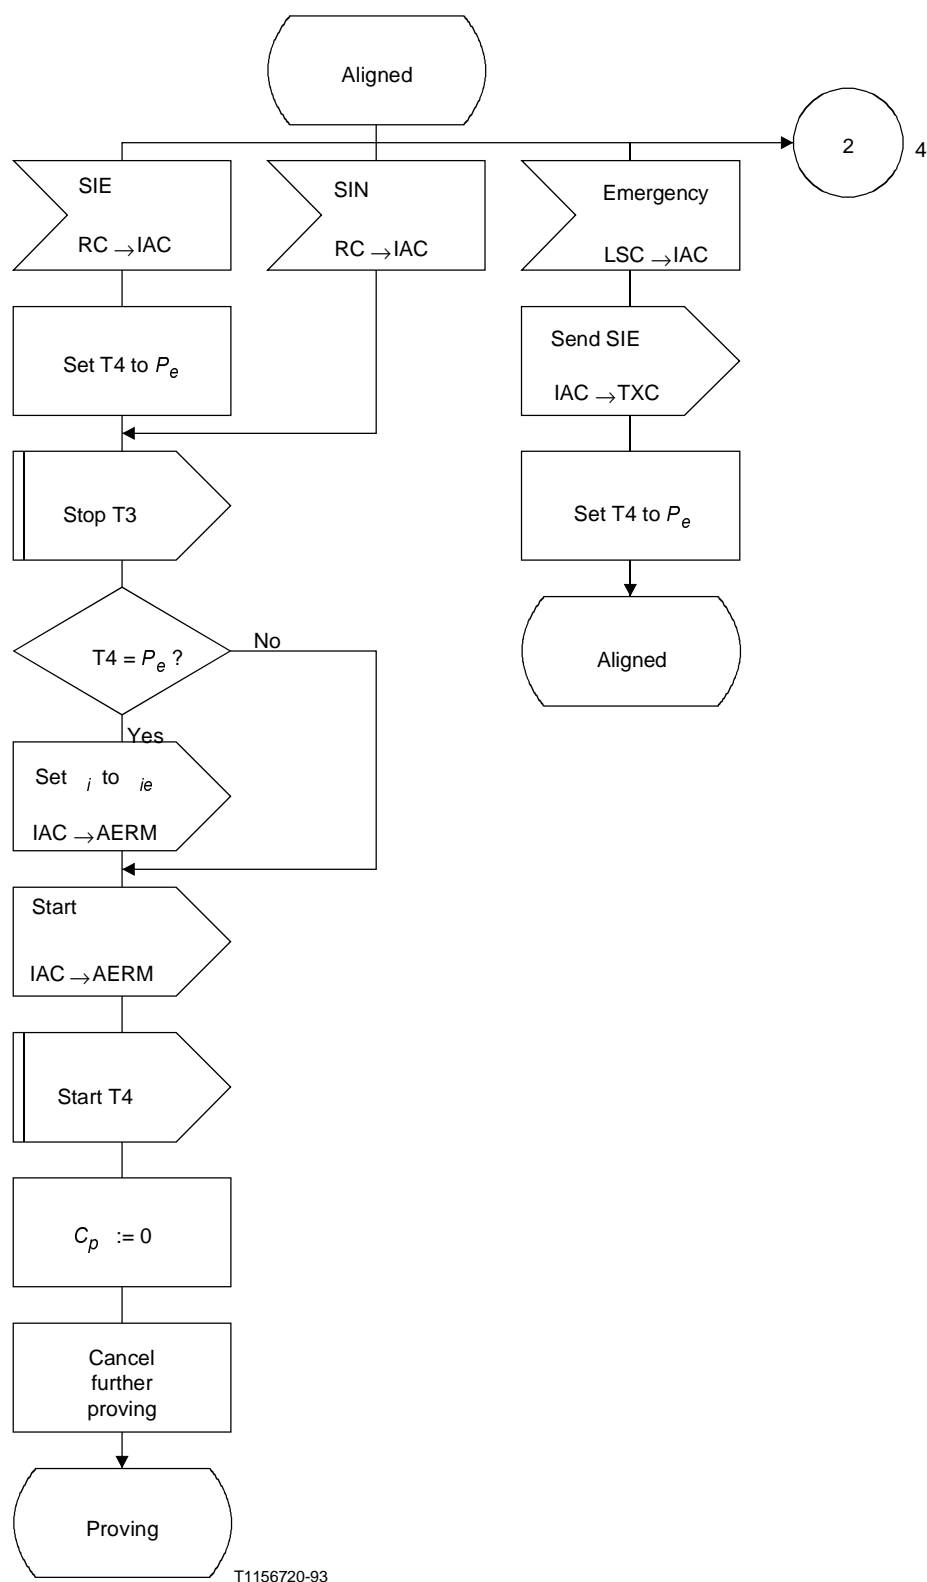 Aligned
2
4
SIE
RC → IAC
SIN
RC → IAC
Emergency
LSC → IAC
Set T4 to Pe
Send SIE
IAC → TXC
Stop T3
Set T4 to Pe
T4 = Pe ?
No
Yes
Aligned
Set i to ie
IAC → AERM
Start
IAC → AERM
Start T4
Cp := 0
Cancel
further
proving
Proving
T1156720-93